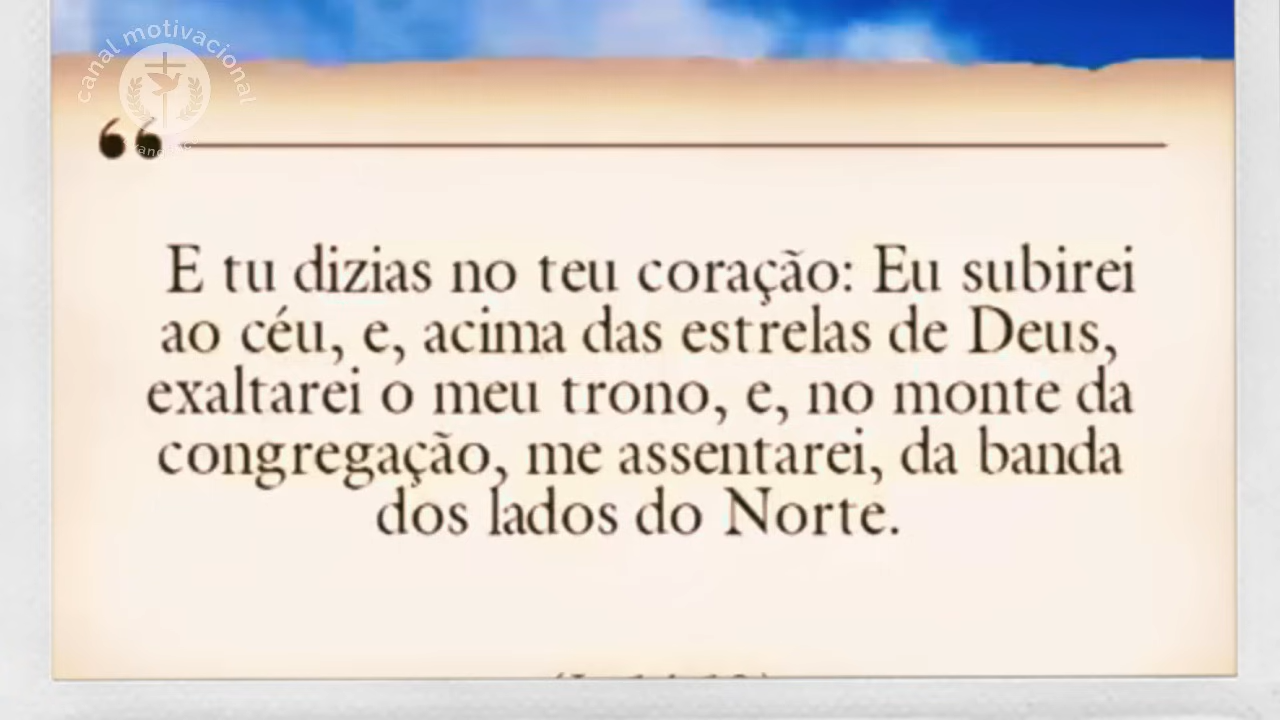 canal motivacional
“
E tu dizias no teu coração: Eu subirei
ao céu, e, acima das estrelas de Deus,
exaltarei o meu trono, e, no monte da
congregação, me assentarei, da banda
dos lados do Norte.